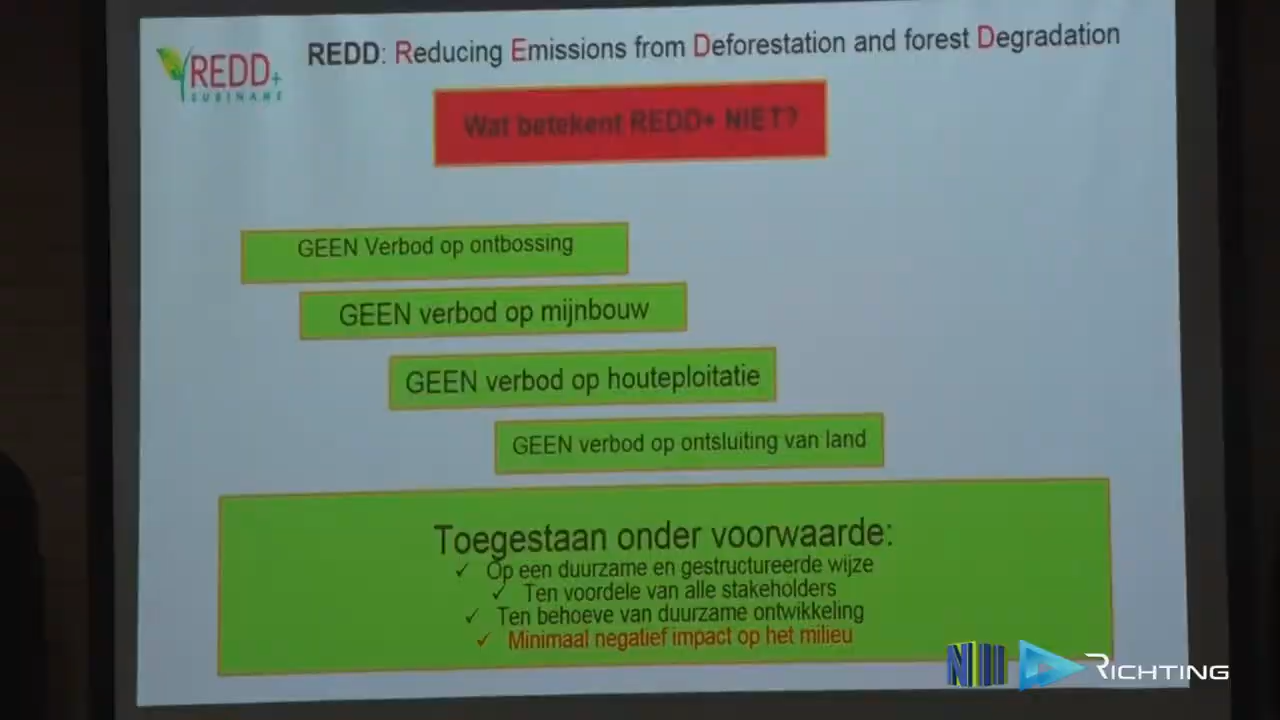 REDD+
SURINAME
REDD: Reducing Emissions from Deforestation and forest Degradation
Wat betekent REDD+ NIET?
GEEN Verbod op ontbossing
GEEN verbod op mijnbouw
GEEN verbod op houteploitatie
GEEN verbod op ontsluiting van land
Toegestaan onder voorwaarde:
✓ Op een duurzame en gestructureerde wijze
✓ Ten voordele van alle stakeholders
✓ Ten behoeve van duurzame ontwikkeling
✓ Minimaal negatief impact op het milieu
NII RICHTING